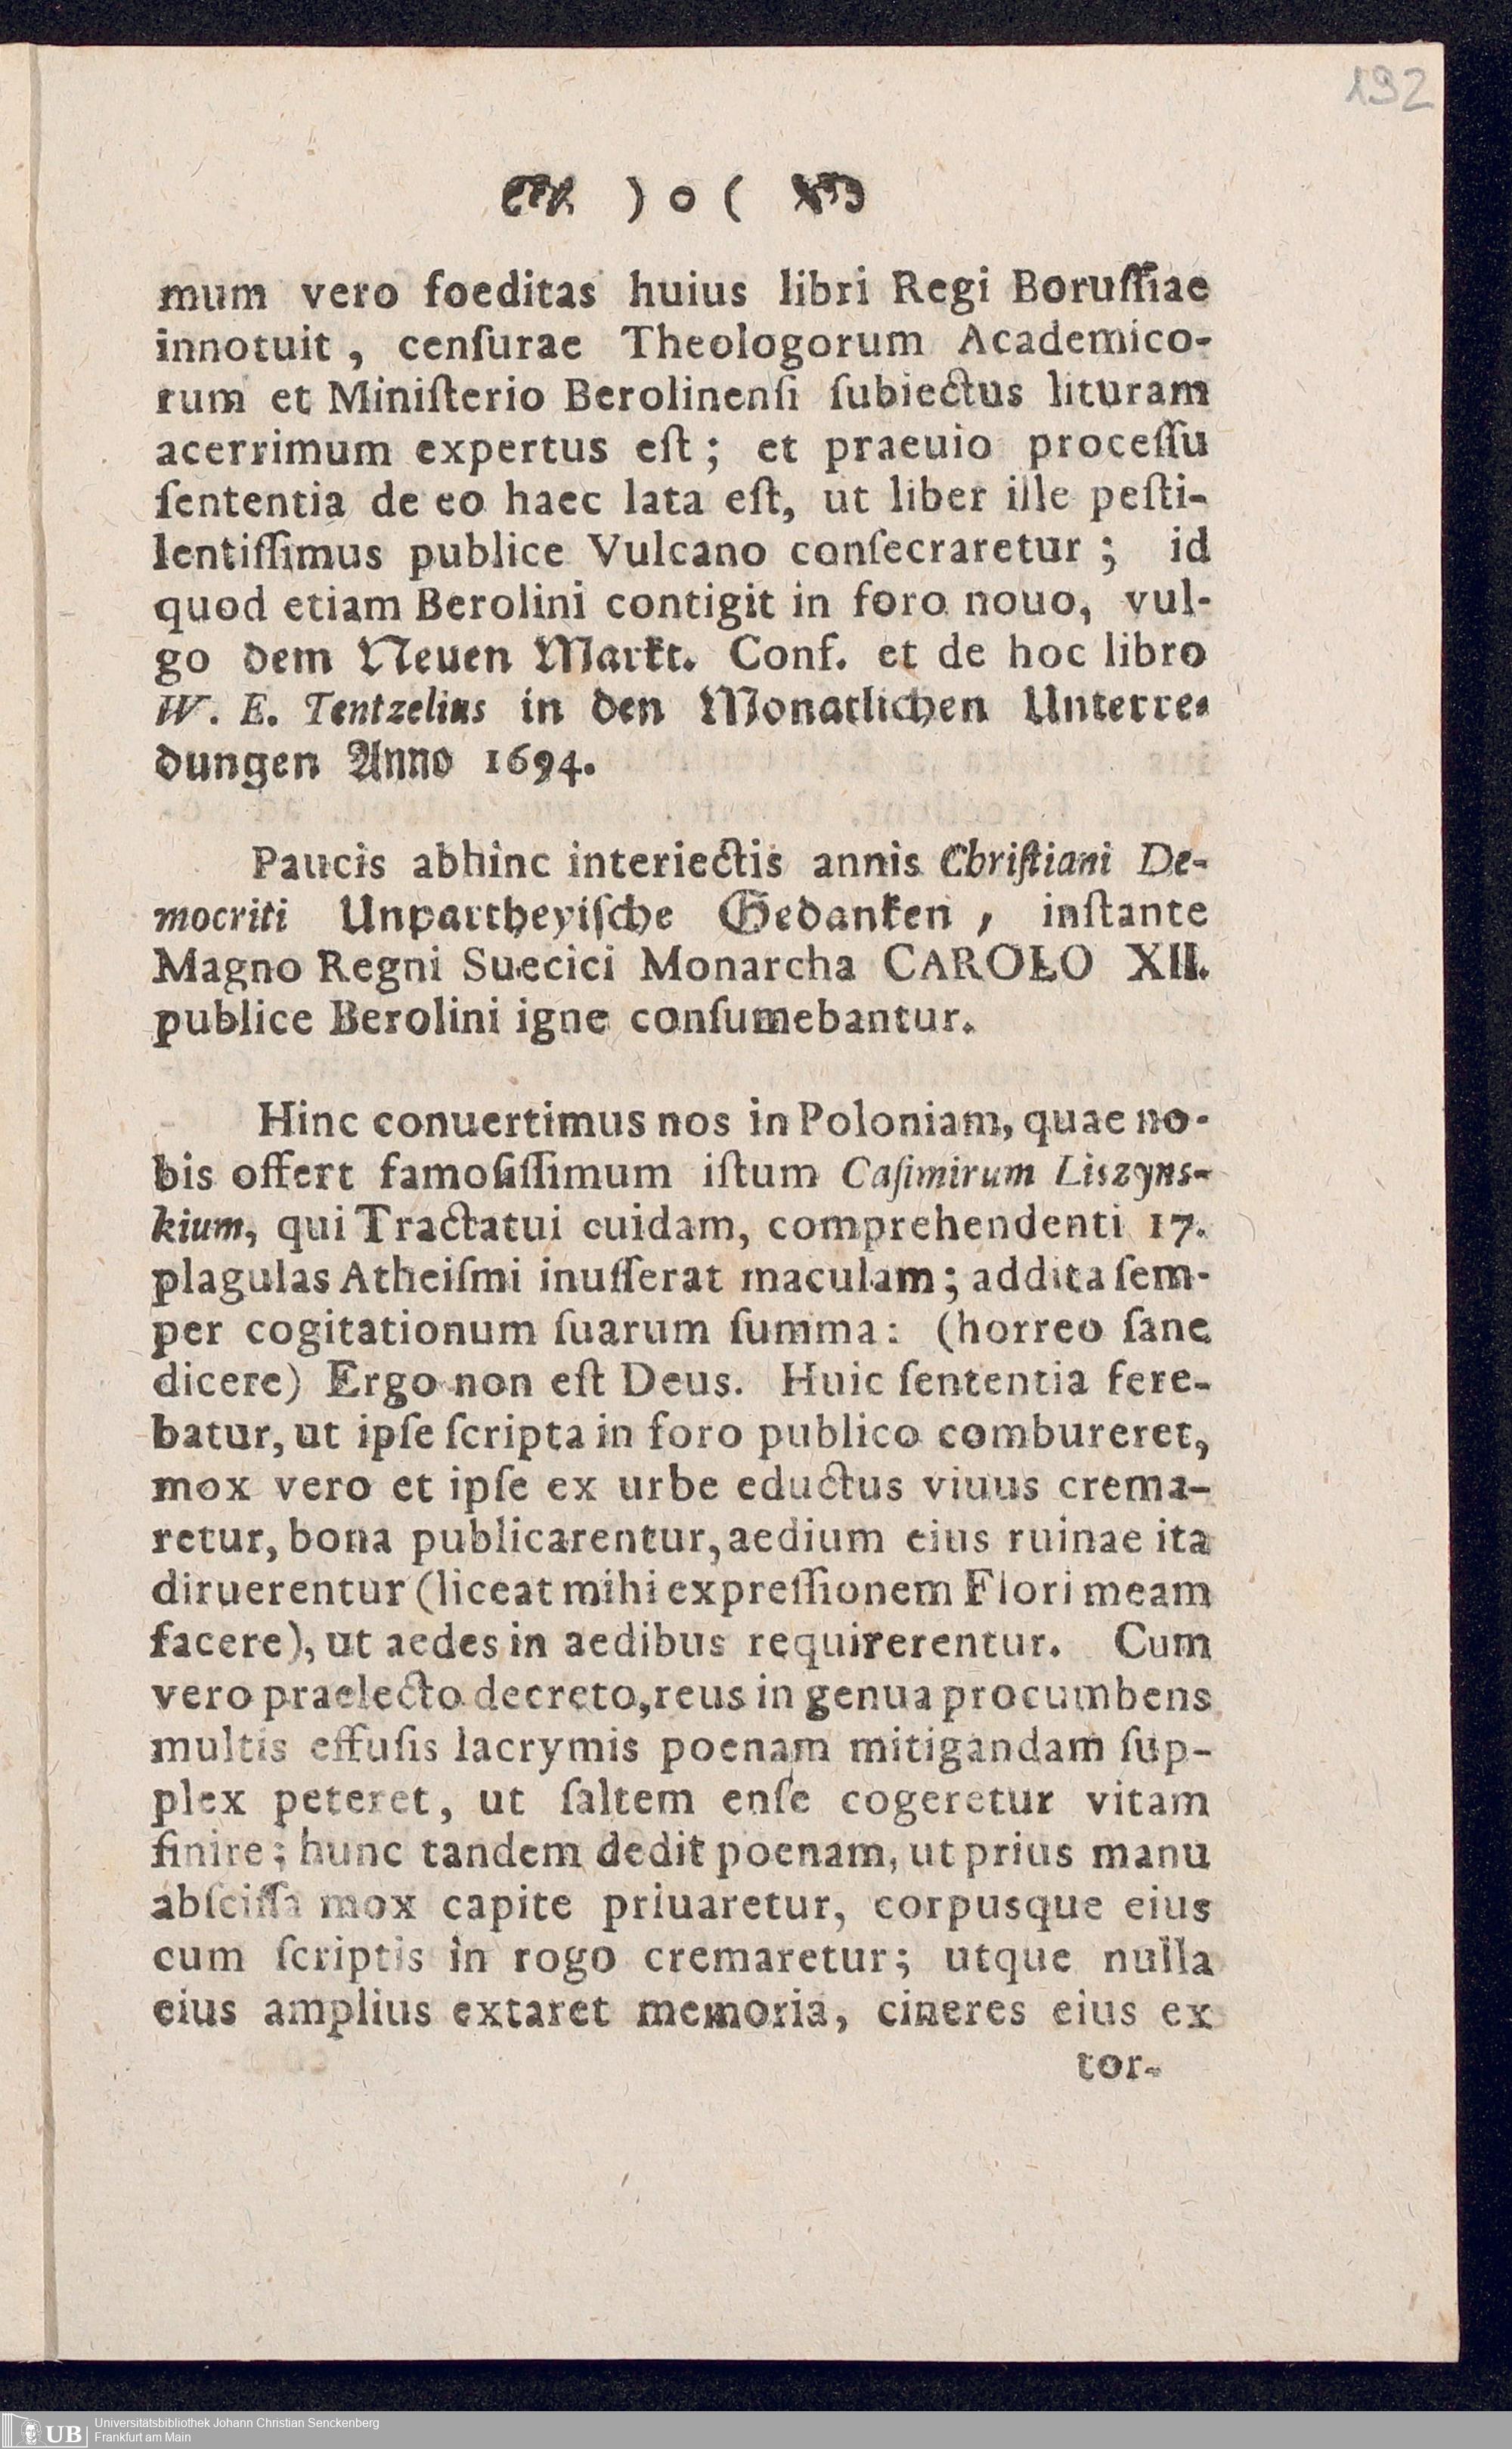 192
) o (
mum vero foeditas huius libri Regi Boruſſiae
innotuit, cenſurae Theologorum Academico-
rum et Miniſterio Berolinenſi ſubiectus lituram
acerrimum expertus eſt; et praeuio proceſſu
ſententia de eo haec lata eſt, ut liber ille peſti-
lentiſſimus publice Vulcano conſecraretur; id
quod etiam Berolini contigit in foro nouo, vul-
go dem Neuen Markt. Conf. et de hoc libro
W. E. Tentzelius in den Monatlichen Unterre-
dungen Anno 1694.
Paucis abhinc interiectis annis Chriſtiani De-
mocriti Unpartheyiſche Gedanken, inſtante
Magno Regni Suecici Monarcha CAROLO XII.
publice Berolini igne conſumebantur.
Hinc conuertimus nos in Poloniam, quae no-
bis offert famoſiſſimum iſtum Caſimirum Liszyns-
kium, qui Tractatui cuidam, comprehendenti 17.
plagulas Atheiſmi inuſſerat maculam; addita ſem-
per cogitationum ſuarum ſumma: (horreo ſane
dicere) Ergo non eſt Deus. Huic ſententia fere-
batur, ut ipſe ſcripta in foro publico combureret,
mox vero et ipſe ex urbe eductus viuus crema-
retur, bona publicarentur, aedium eius ruinae ita
diruerentur (liceat mihi expreſſionem Flori meam
facere), ut aedes in aedibus requirerentur. Cum
vero praelecto decreto, reus in genua procumbens
multis effuſis lacrymis poenam mitigandam ſup-
plex peteret, ut ſaltem enſe cogeretur vitam
finire; hunc tandem dedit poenam, ut prius manu
abſciſſa mox capite priuaretur, corpusque eius
cum ſcriptis in rogo cremaretur; utque nulla
eius amplius extaret memoria, cineres eius ex
tor-
UB Universitätsbibliothek Johann Christian Senckenberg
Frankfurt am Main